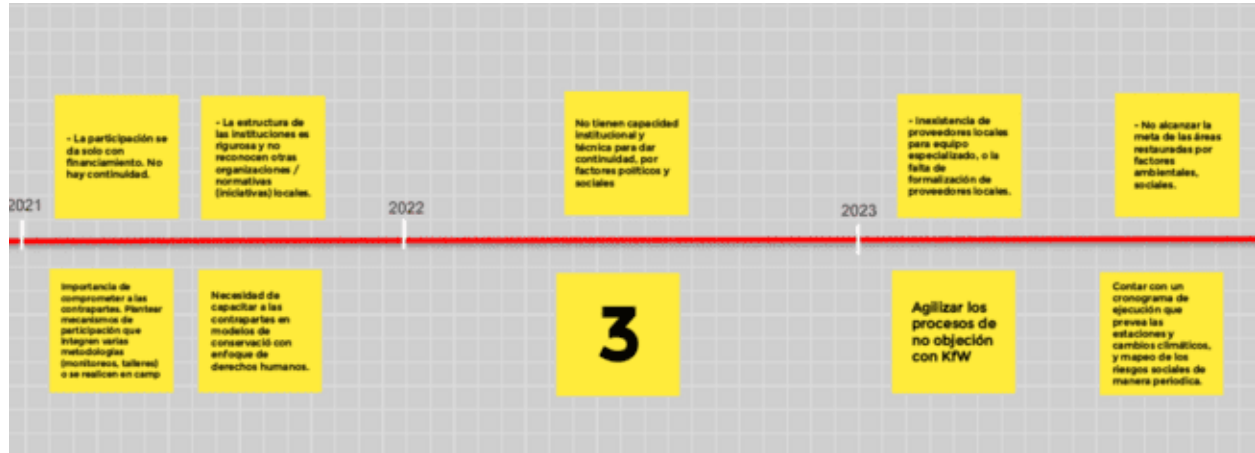 - La participación se
da solo con
financiamiento. No
hay continuidad.
- La estructura de
las instituciones es
rigurosa y no
reconocen otras
organizaciones /
normativas
(iniciativas) locales.
No tienen capacidad
institucional y
técnica para dar
continuidad, por
factores políticos y
sociales
- Inexistencia de
proveedores locales
para equipo
especializado, o la
falta de
formalización de
proveedores locales.
- No alcanzar la
meta de las áreas
restauradas por
factores
ambientales,
sociales.
2021
2022
2023
Importancia de
comprometer a las
contrapartes. Plantear
mecanismos de
participación que
integren varias
metodologías
(monitoreos, talleres)
o se realicen en camp
Necesidad de
capacitar a las
contrapartes en
modelos de
conservació con
enfoque de
derechos humanos.
3
Agilizar los
procesos de
no objeción
con KfW
Contar con un
cronograma de
ejecución que
prevea las
estaciones y
cambios climáticos,
y mapeo de los
riesgos sociales de
manera periodica.